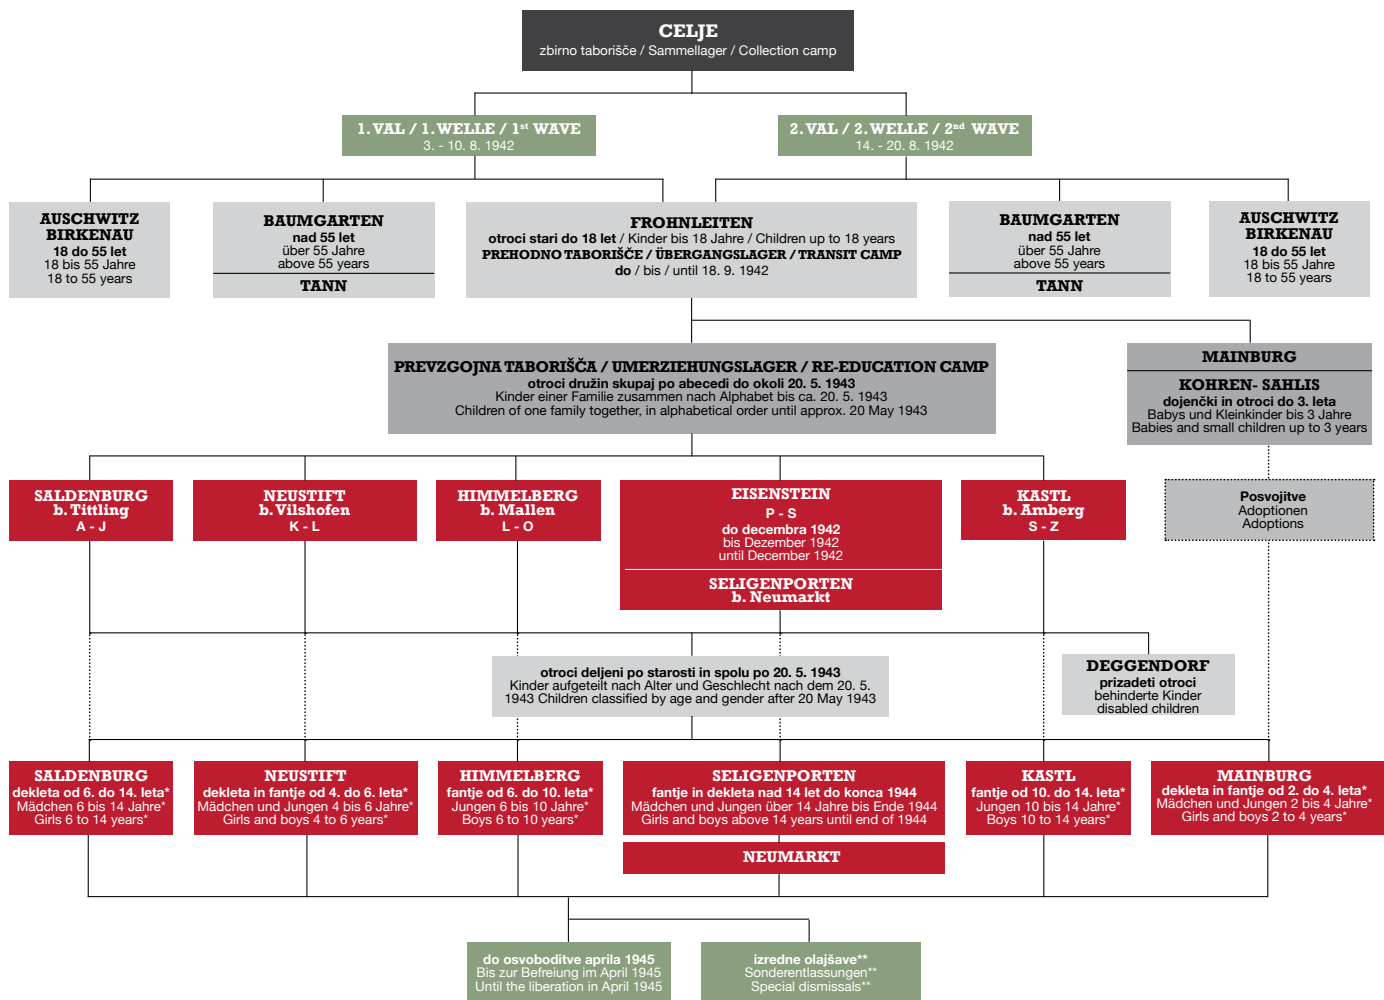 CELJE
zbirno taborišče / Sammellager / Collection camp
1. VAL / 1. WELLE / 1st WAVE
3. - 10. 8. 1942
2. VAL / 2. WELLE / 2nd WAVE
14. - 20. 8. 1942
AUSCHWITZ
BIRKENAU
18 do 55 let
18 bis 55 Jahre
18 to 55 years
BAUMGARTEN
nad 55 let
über 55 Jahre
above 55 years
TANN
FROHNLEITEN
otroci stari do 18 let / Kinder bis 18 Jahre / Children up to 18 years
PREHODNO TABORIŠČE / ÜBERGANGSLAGER / TRANSIT CAMP
do / bis / until 18. 9. 1942
BAUMGARTEN
nad 55 let
über 55 Jahre
above 55 years
TANN
AUSCHWITZ
BIRKENAU
18 do 55 let
18 bis 55 Jahre
18 to 55 years
PREVZGOJNA TABORIŠČA / UMERZIEHUNGSLAGER / RE-EDUCATION CAMP
otroci družin skupaj po abecedi do okoli 20. 5. 1943
Kinder einer Familie zusammen nach Alphabet bis ca. 20. 5. 1943
Children of one family together, in alphabetical order until approx. 20 May 1943
MAINBURG
KOHREN- SAHLIS
dojenčki in otroci do 3. leta
Babys und Kleinkinder bis 3 Jahre
Babies and small children up to 3 years
SALDENBURG
b. Tittling
A - J
NEUSTIFT
b. Vilshofen
K - L
HIMMELBERG
b. Mallen
L - O
EISENSTEIN
P - S
do decembra 1942
bis Dezember 1942
until December 1942
SELIGENPORTEN
b. Neumarkt
KASTL
b. Amberg
S - Z
Posvojitve
Adoptionen
Adoptions
otroci deljeni po starosti in spolu po 20. 5. 1943
Kinder aufgeteilt nach Alter und Geschlecht nach dem 20. 5.
1943 Children classified by age and gender after 20 May 1943
DEGGENDORF
prizadeti otroci
behinderte Kinder
disabled children
SALDENBURG
dekleta od 6. do 14. leta*
Mädchen 6 bis 14 Jahre*
Girls 6 to 14 years*
NEUSTIFT
dekleta in fantje od 4. do 6. leta*
Mädchen und Jungen 4 bis 6 Jahre*
Girls and boys 4 to 6 years*
HIMMELBERG
fantje od 6. do 10. leta*
Jungen 6 bis 10 Jahre*
Boys 6 to 10 years*
SELIGENPORTEN
fantje in dekleta nad 14 let do konca 1944
Mädchen und Jungen über 14 Jahre bis Ende 1944
Girls and boys above 14 years until end of 1944
NEUMARKT
KASTL
fantje od 10. do 14. leta*
Jungen 10 bis 14 Jahre*
Boys 10 to 14 years*
MAINBURG
dekleta in fantje od 2. do 4. leta*
Mädchen und Jungen 2 bis 4 Jahre*
Girls and boys 2 to 4 years*
do osvoboditve aprila 1945
Bis zur Befreiung im April 1945
Until the liberation in April 1945
izredne olajšave**
Sonderentlassungen**
Special dismissals**